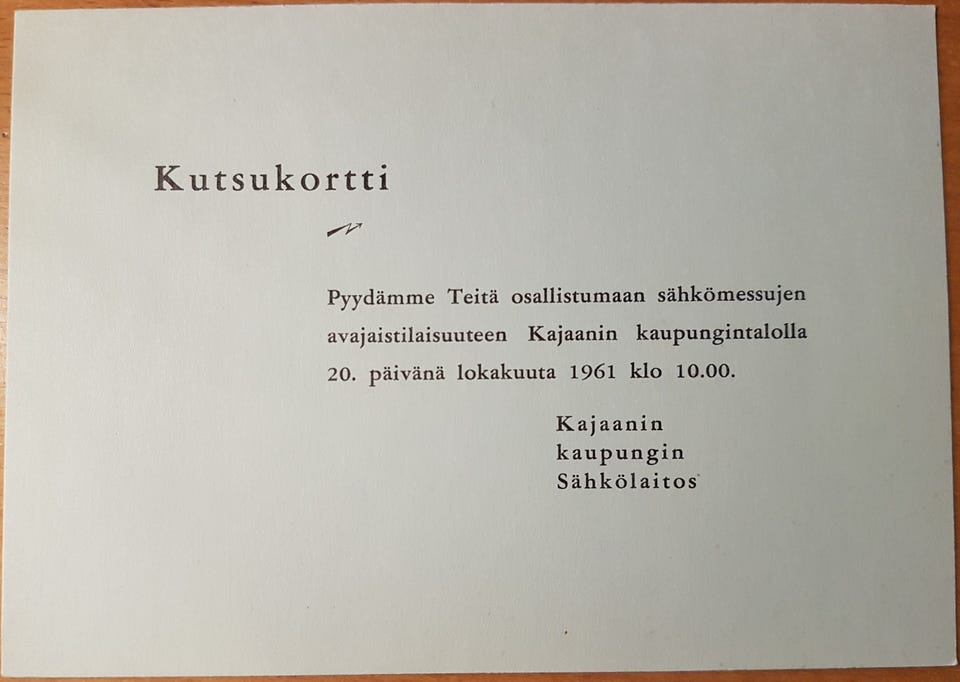 Kutsukortti
Pyydämme Teitä osallistumaan sähkömessujen
avajaistilaisuuteen Kajaanin kaupungintalolla
20. päivänä lokakuuta 1961 klo 10.00.
Kajaanin
kaupungin
Sähkölaitos